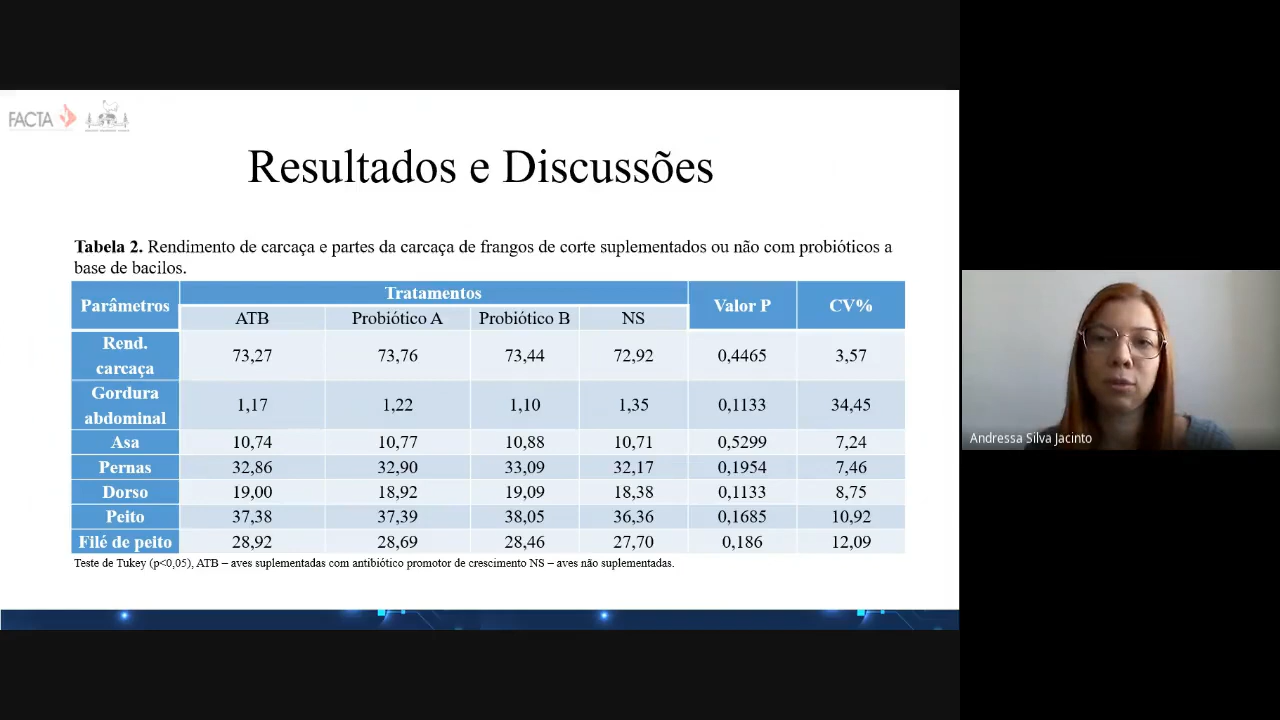 FACTA
Resultados e Discussões
Tabela 2. Rendimento de carcaça e partes da carcaça de frangos de corte suplementados ou não com probióticos a
base de bacilos.
Parâmetros Tratamentos Valor P CV%
ATB Probiótico A Probiótico B NS
Rend.
carcaça 73,27 73,76 73,44 72,92 0,4465 3,57
Gordura
abdominal 1,17 1,22 1,10 1,35 0,1133 34,45
Asa 10,74 10,77 10,88 10,71 0,5299 7,24
Pernas 32,86 32,90 33,09 32,17 0,1954 7,46
Dorso 19,00 18,92 19,09 18,38 0,1133 8,75
Peito 37,38 37,39 38,05 36,36 0,1685 10,92
Filé de peito 28,92 28,69 28,46 27,70 0,186 12,09
Teste de Tukey (p<0,05), ATB – aves suplementadas com antibiótico promotor de crescimento NS – aves não suplementadas.
Andressa Silva Jacinto